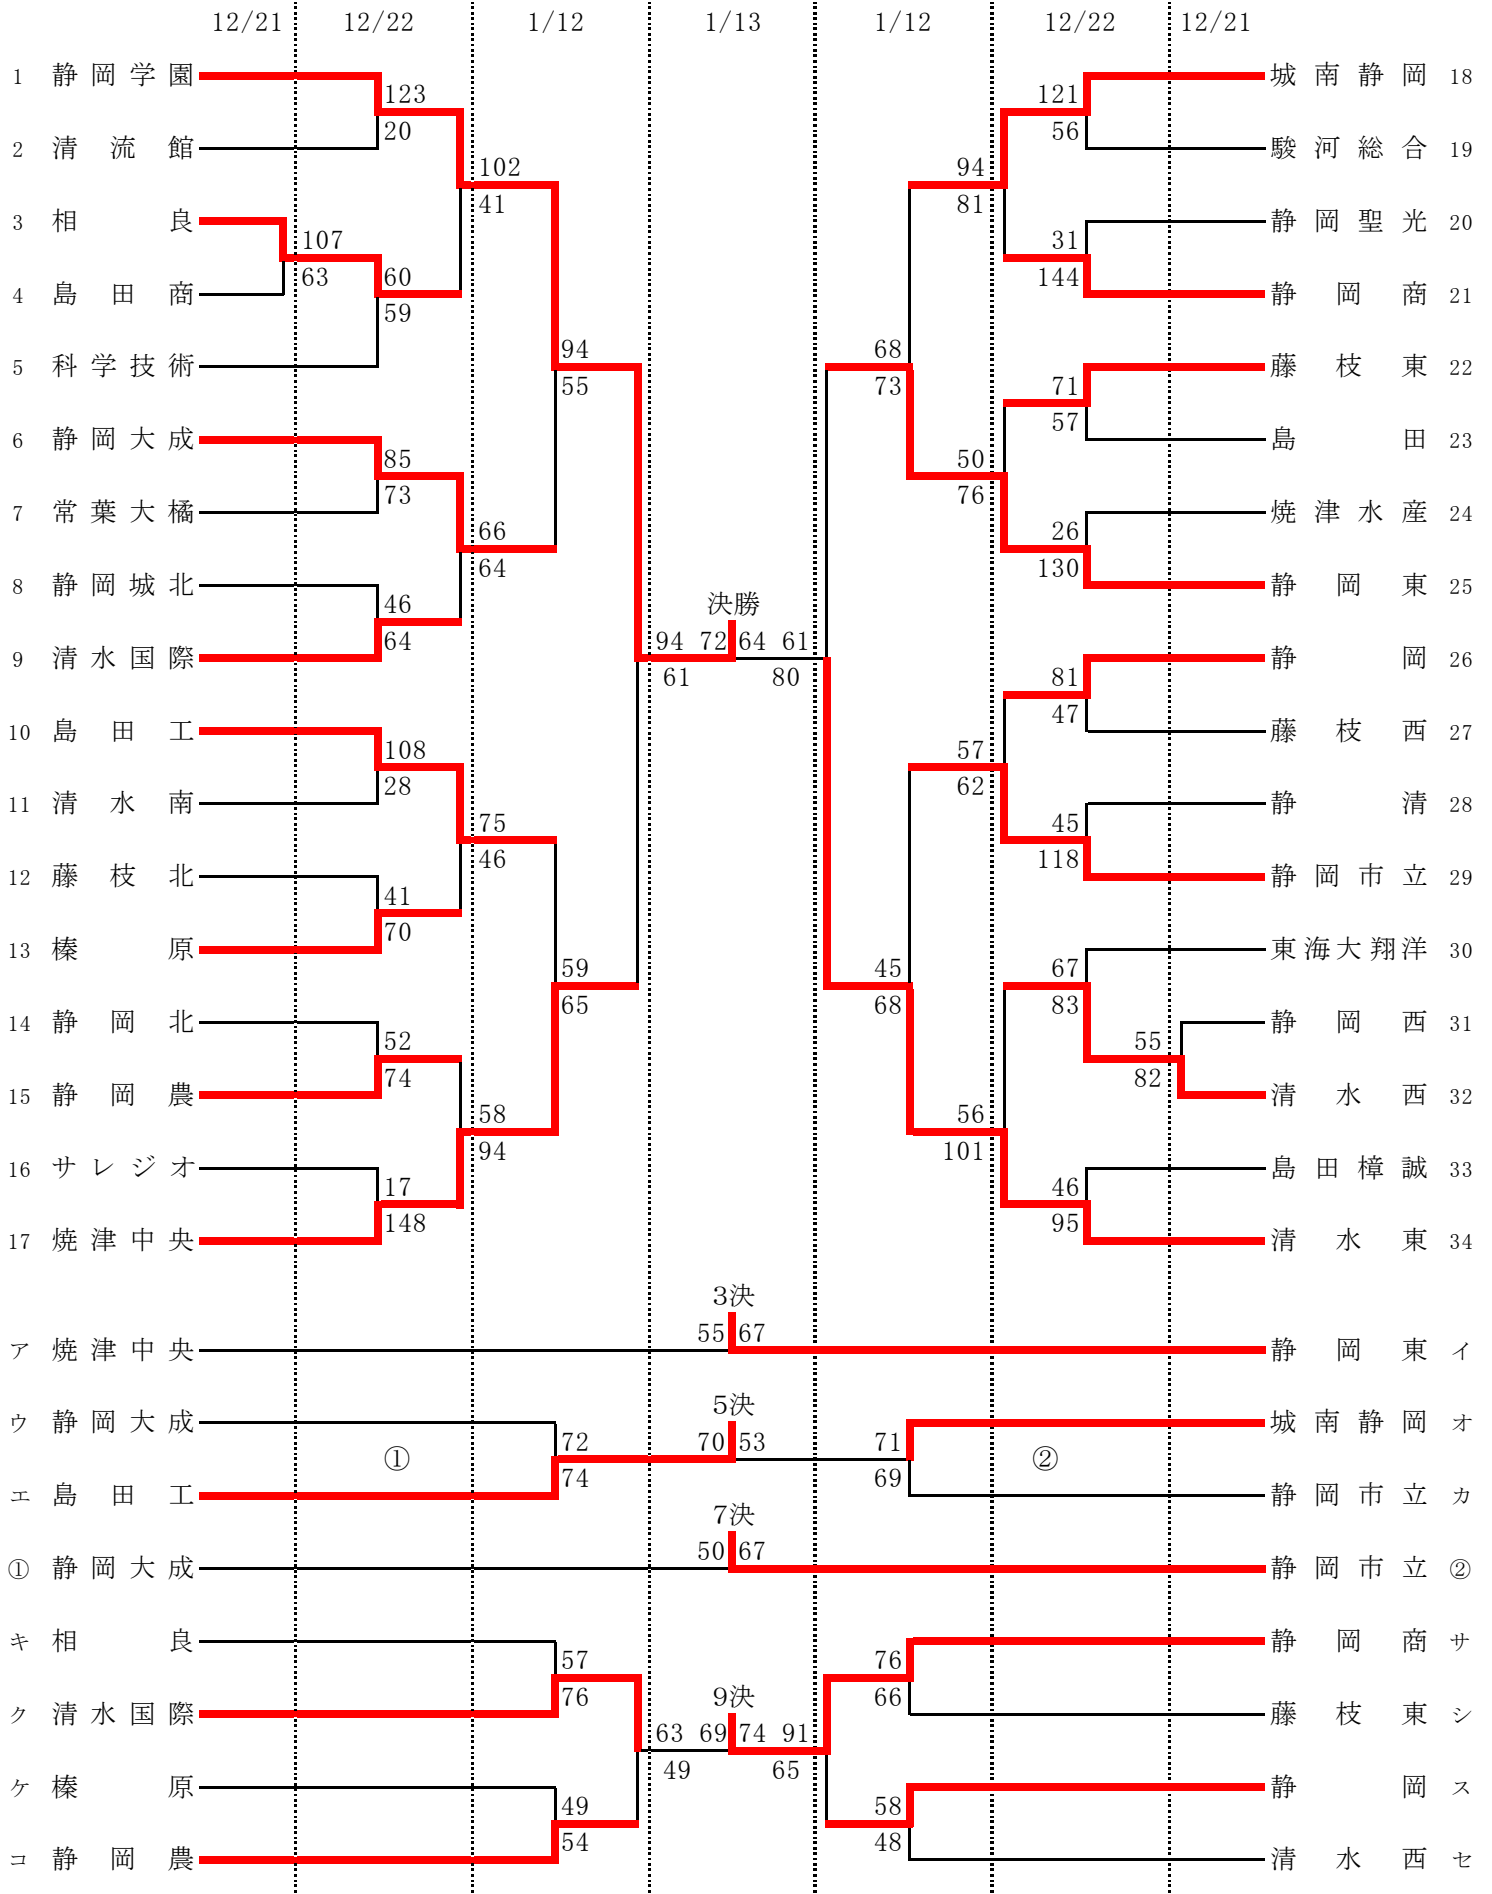 12/21 12/22 1/12 1/13 1/12 12/22 12/21
1 静岡学園 城南静岡 18
123 121
20 56
2 清流館 駿河総合 19
102 94
41 81
3 相良 静岡聖光 20
107 31
63 60 144
4 島田商 静岡商 21
59
94 68
5 科学技術 藤枝東 22
55 73 71
57
6 静岡大成 島田 23
85 50
73 76
7 常葉大橘 焼津水産 24
66 26
64 130
8 静岡城北 静岡東 25
46 決勝
64 94 72 64 61
9 清水国際 静岡 26
61 80 81
47
10 島田工 藤枝西 27
108 57
28 62
11 清水南 静清 28
75 45
46 118
12 藤枝北 静岡市立 29
41
70
13 榛原 東海大翔洋 30
59 45 67
65 68 83
14 静岡北 静岡西 31
52 55
74 82
15 静岡農 清水西 32
58 56
94 101
16 サレジオ 島田樟誠 33
17 46
148 95
17 焼津中央 清水東 34
3決
55 67
ア 焼津中央 静岡東 イ
5決
ウ 静岡大成 城南静岡 オ
72 70 53 71
① ②
74 69
エ 島田工 静岡市立 カ
7決
50 67
① 静岡大成 静岡市立 ②
キ 相良 静岡商 サ
57 76
76 9決 66
ク 清水国際 藤枝東 シ
63 69 74 91
49 65
ケ 榛原 静岡 ス
49 58
54 48
コ 静岡農 清水西 セ